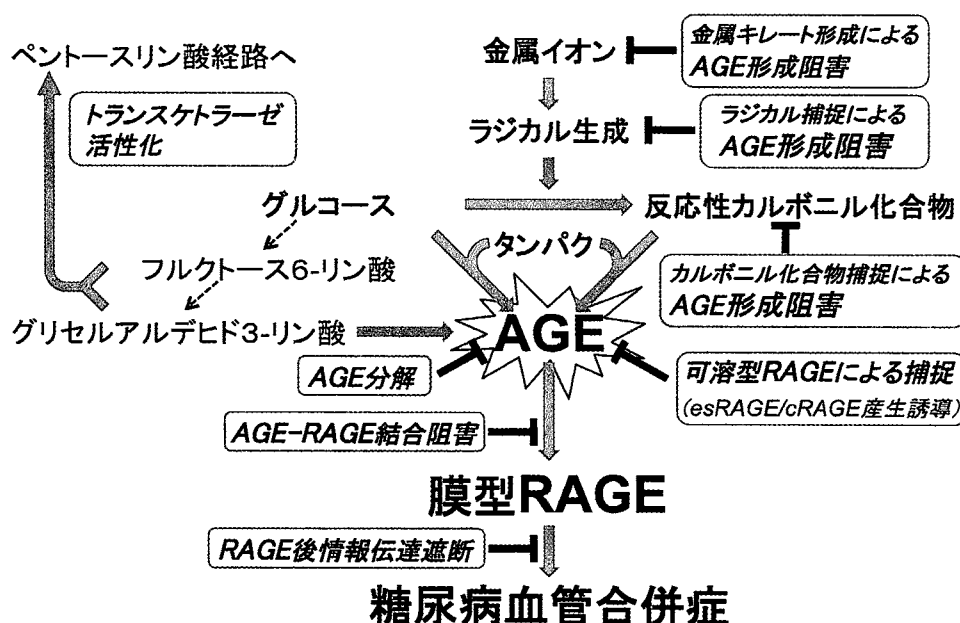 ペントースリン酸経路へ
トランスケトラーゼ
活性化
グルコース
フルクトース6-リン酸
グリセルアルデヒド3-リン酸
金属イオン
金属キレート形成による
AGE形成阻害
ラジカル生成
ラジカル捕捉による
AGE形成阻害
反応性カルボニル化合物
タンパク
カルボニル化合物捕捉による
AGE形成阻害
AGE
AGE分解
可溶型RAGEによる捕捉
(esRAGE/cRAGE産生誘導)
AGE-RAGE結合阻害
膜型RAGE
RAGE後情報伝達遮断
糖尿病血管合併症